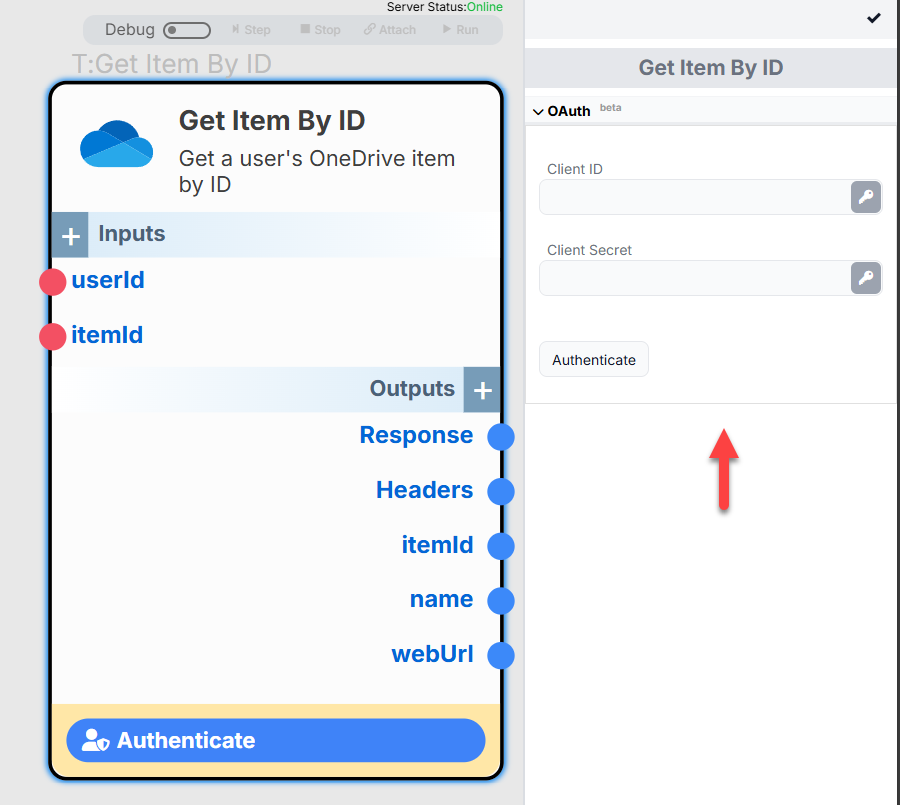 Server Status:Online
Debug Step Stop Attach Run
T:Get Item By ID
Get Item By ID
Get a user's OneDrive item
by ID
+ Inputs
userId
itemId
Outputs +
Response
Headers
itemId
name
webUrl
Authenticate
Get Item By ID
OAuth beta
Client ID
Client Secret
Authenticate